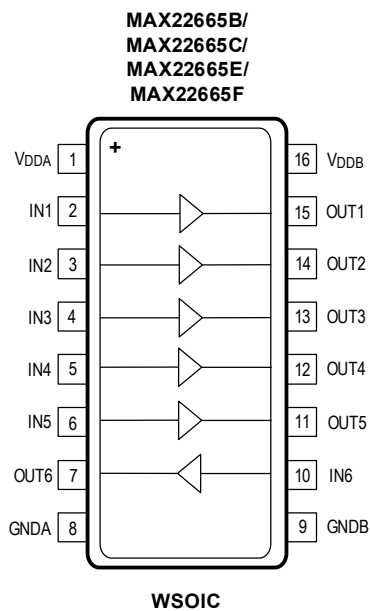 MAX22665B/
MAX22665C/
MAX22665E/
MAX22665F
+
VDDA 1 16 VDDB
IN1 2 15 OUT1
IN2 3 14 OUT2
IN3 4 13 OUT3
IN4 5 12 OUT4
IN5 6 11 OUT5
OUT6 7 10 IN6
GNDA 8 9 GNDB
WSOIC